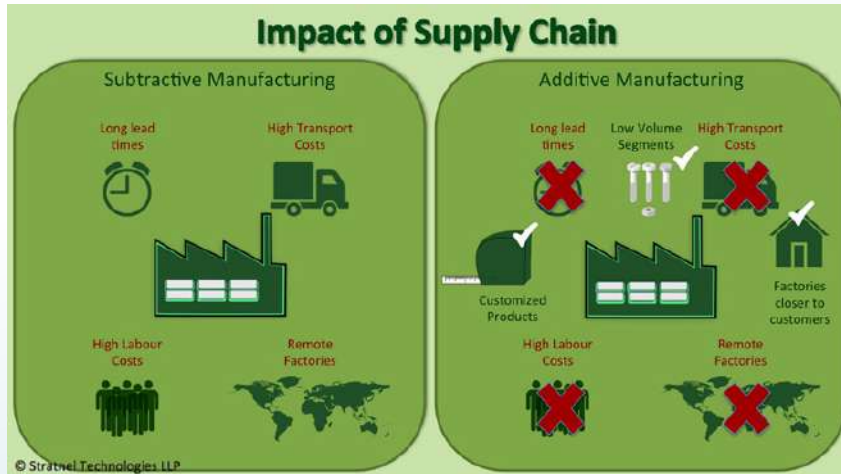 Impact of Supply Chain
Subtractive Manufacturing
Long lead
times
High Transport
Costs
High Labour
Costs
Remote
Factories
Additive Manufacturing
Long lead
times
Low Volume
Segments
High Transport
Costs
Customized
Products
Factories
closer to
customers
High Labour
Costs
Remote
Factories
© Stratnel Technologies LLP